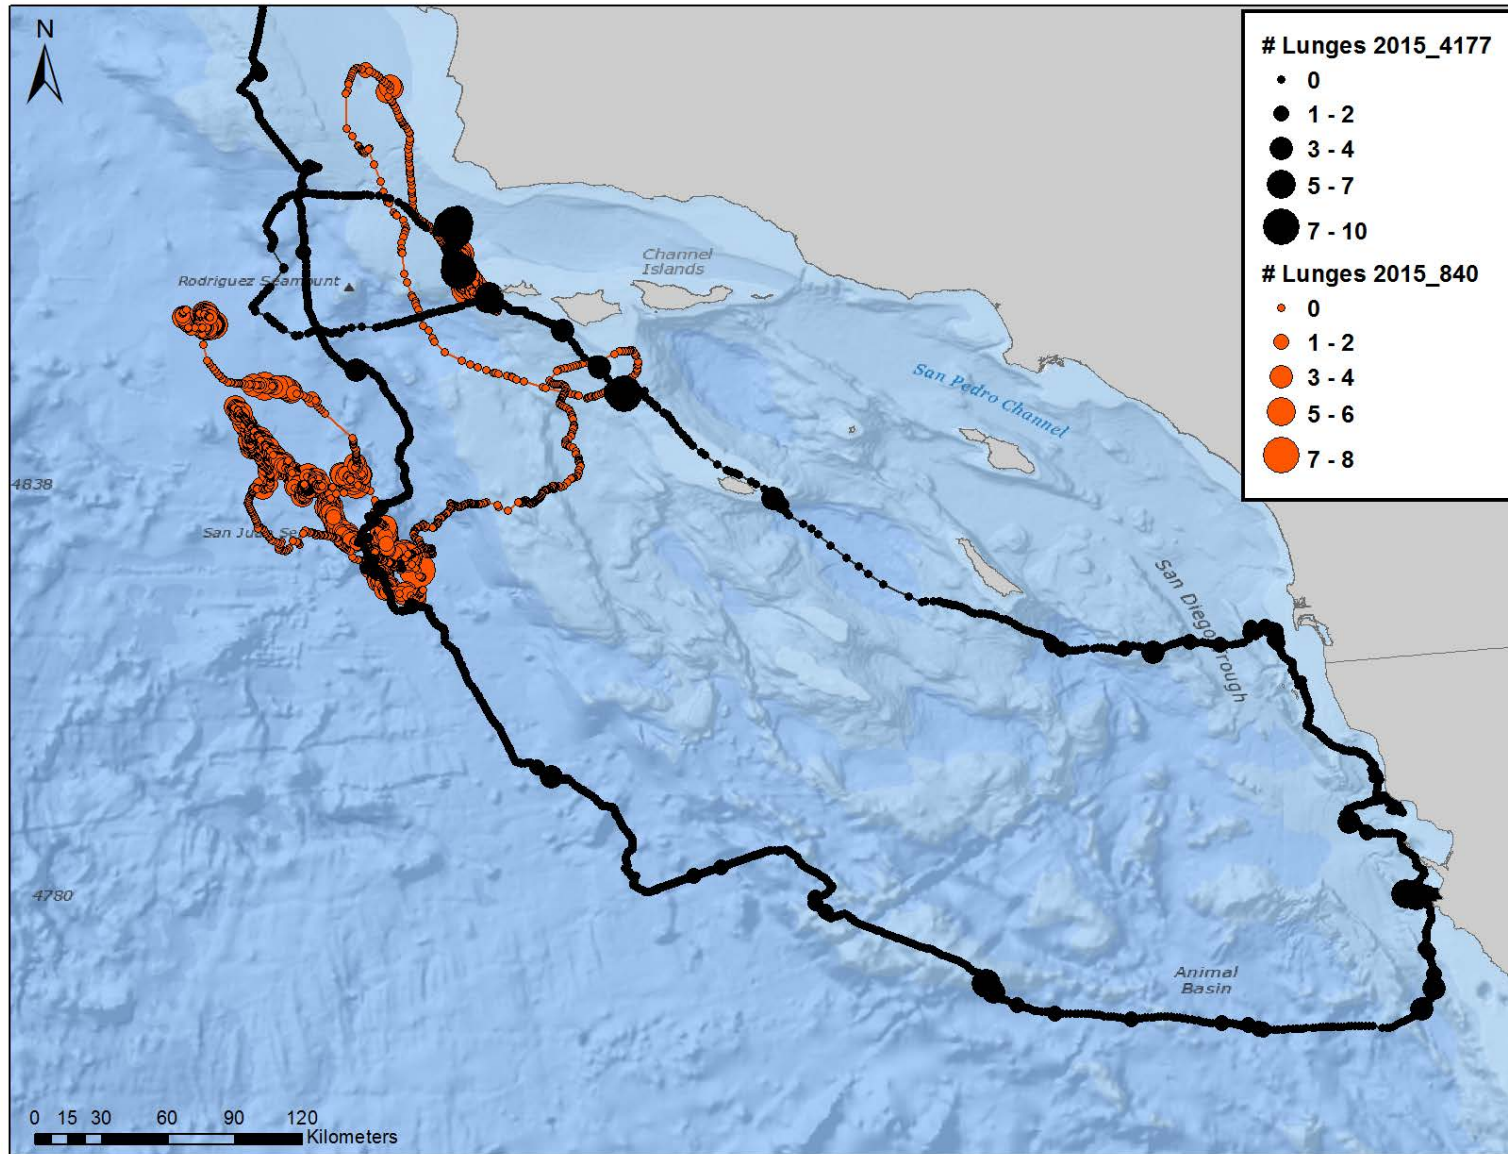 N
# Lunges 2015_4177
0
1 - 2
3 - 4
5 - 7
7 - 10
# Lunges 2015_840
0
1 - 2
3 - 4
5 - 6
7 - 8
Channel
Islands
Rodriguez Seamount
San Pedro Channel
4838
San Juan
San Diego Trough
4780
Animal
Basin
0 15 30 60 90 120
Kilometers